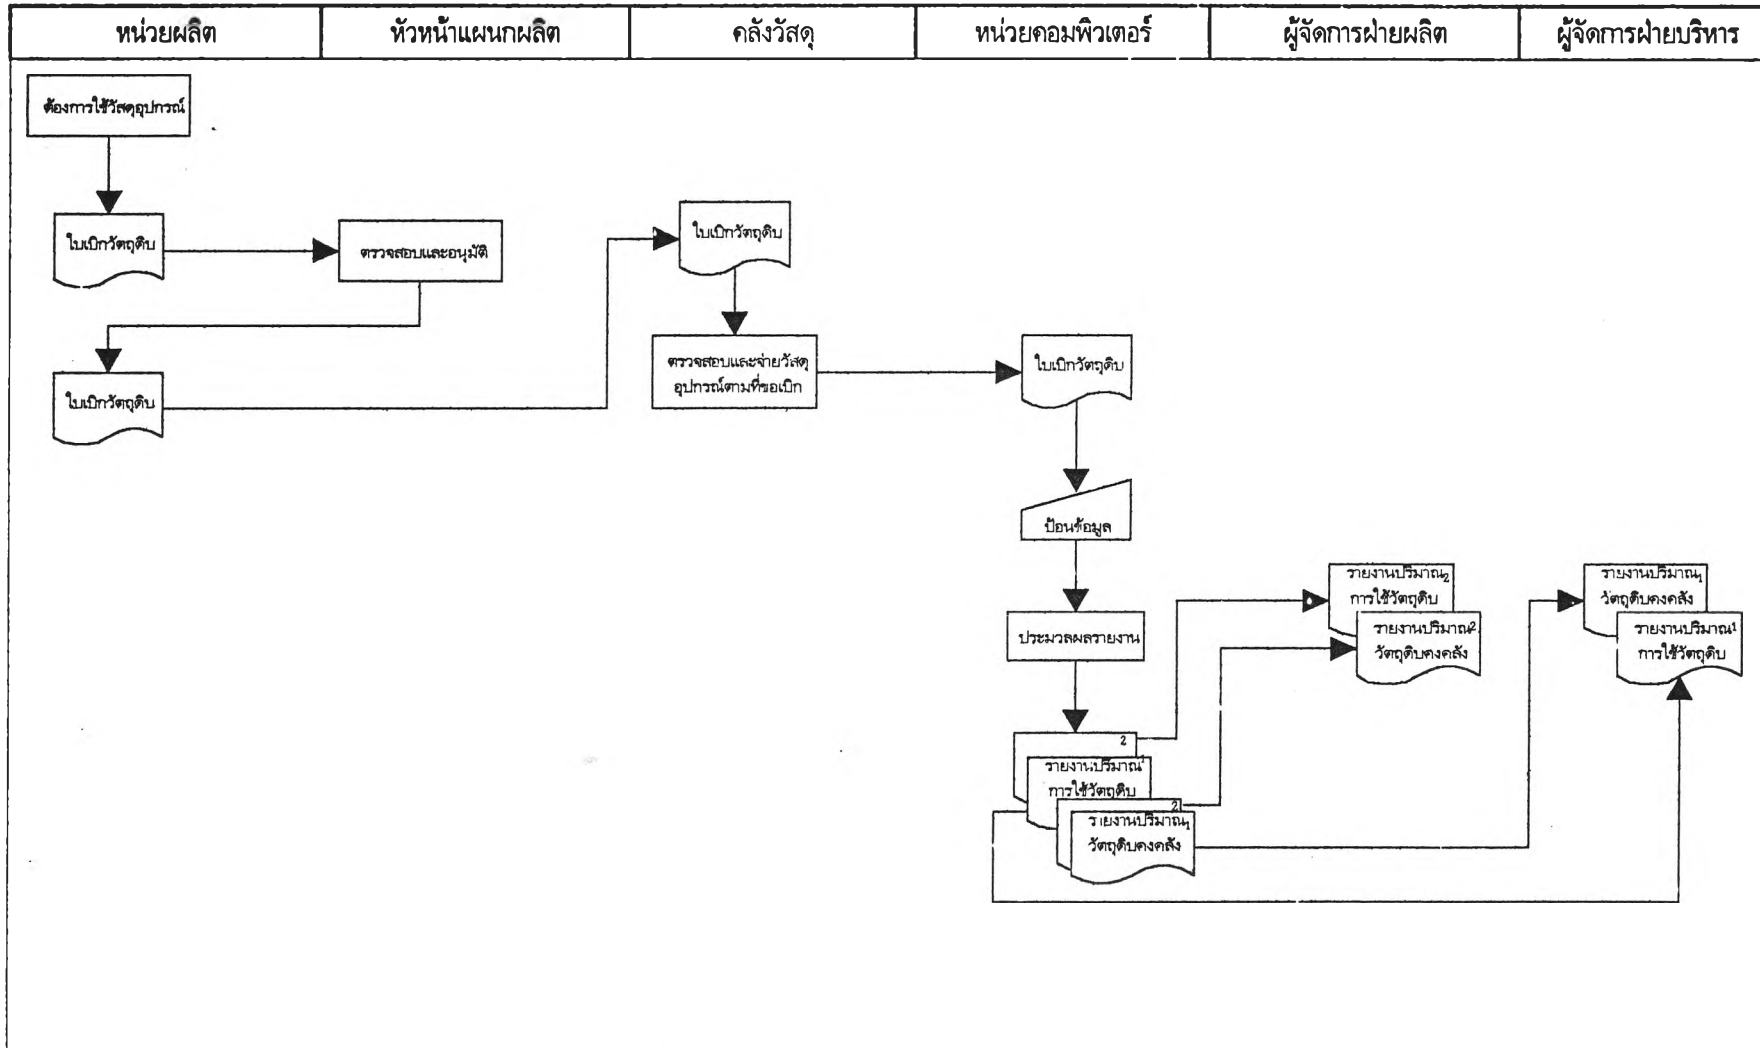 หน่วยผลิต
หัวหน้าแผนกผลิต
คลังวัสดุ
หน่วยคอมพิวเตอร์
ผู้จัดการฝ่ายผลิต
ผู้จัดการฝ่ายบริหาร
ต้องการใช้วัสดุอุปกรณ์
ใบเบิกวัตถุดิบ
ตรวจสอบและอนุมัติ
ใบเบิกวัตถุดิบ
ใบเบิกวัตถุดิบ
ตรวจสอบและจ่ายวัสดุ
อุปกรณ์ตามที่ขอเบิก
ใบเบิกวัตถุดิบ
ป้อนข้อมูล
ประมวลผลรายงาน
2
รายงานปริมาณ1
การใช้วัตถุดิบ
2
รายงานปริมาณ1
วัตถุดิบคงคลัง
รายงานปริมาณ2
การใช้วัตถุดิบ
รายงานปริมาณ2
วัตถุดิบคงคลัง
รายงานปริมาณ1
วัตถุดิบคงคลัง
รายงานปริมาณ1
การใช้วัตถุดิบ